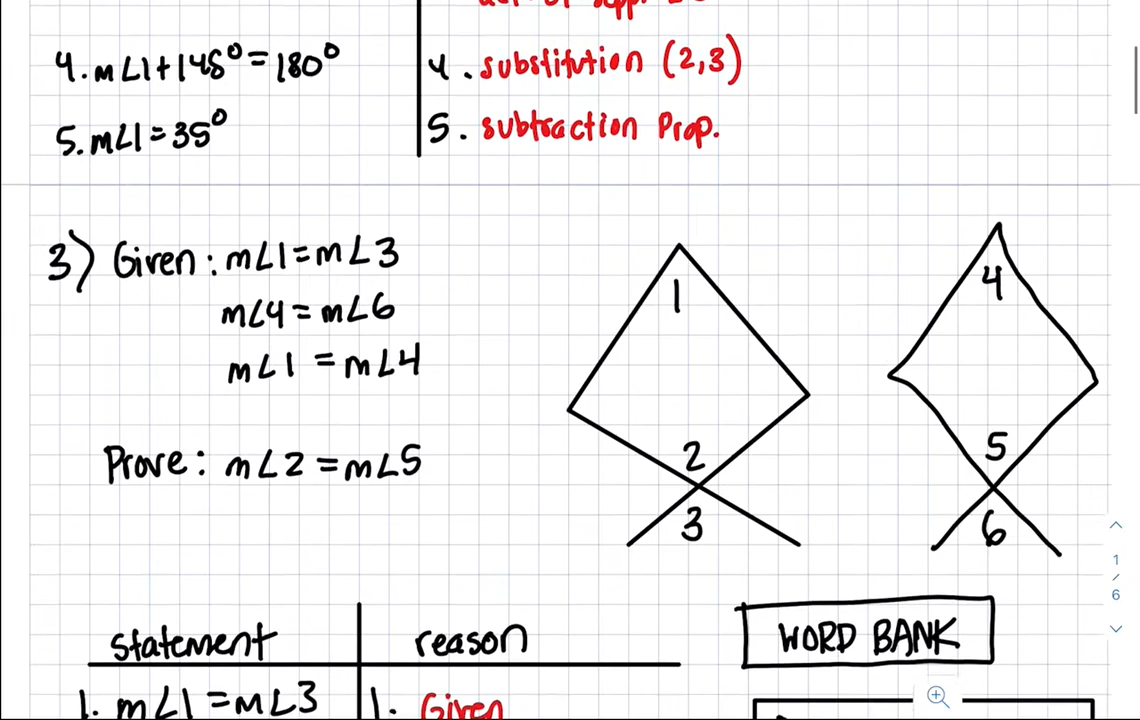 4. m∠1+145°=180°
4. substitution (2,3)
5. m∠1=35°
5. subtraction Prop.
3) Given: m∠1=m∠3
m∠4=m∠6
m∠1=m∠4
Prove: m∠2=m∠5
1
2
3
4
5
6
1
/
6
statement
reason
WORD BANK
1. m∠1=m∠3
1. Given